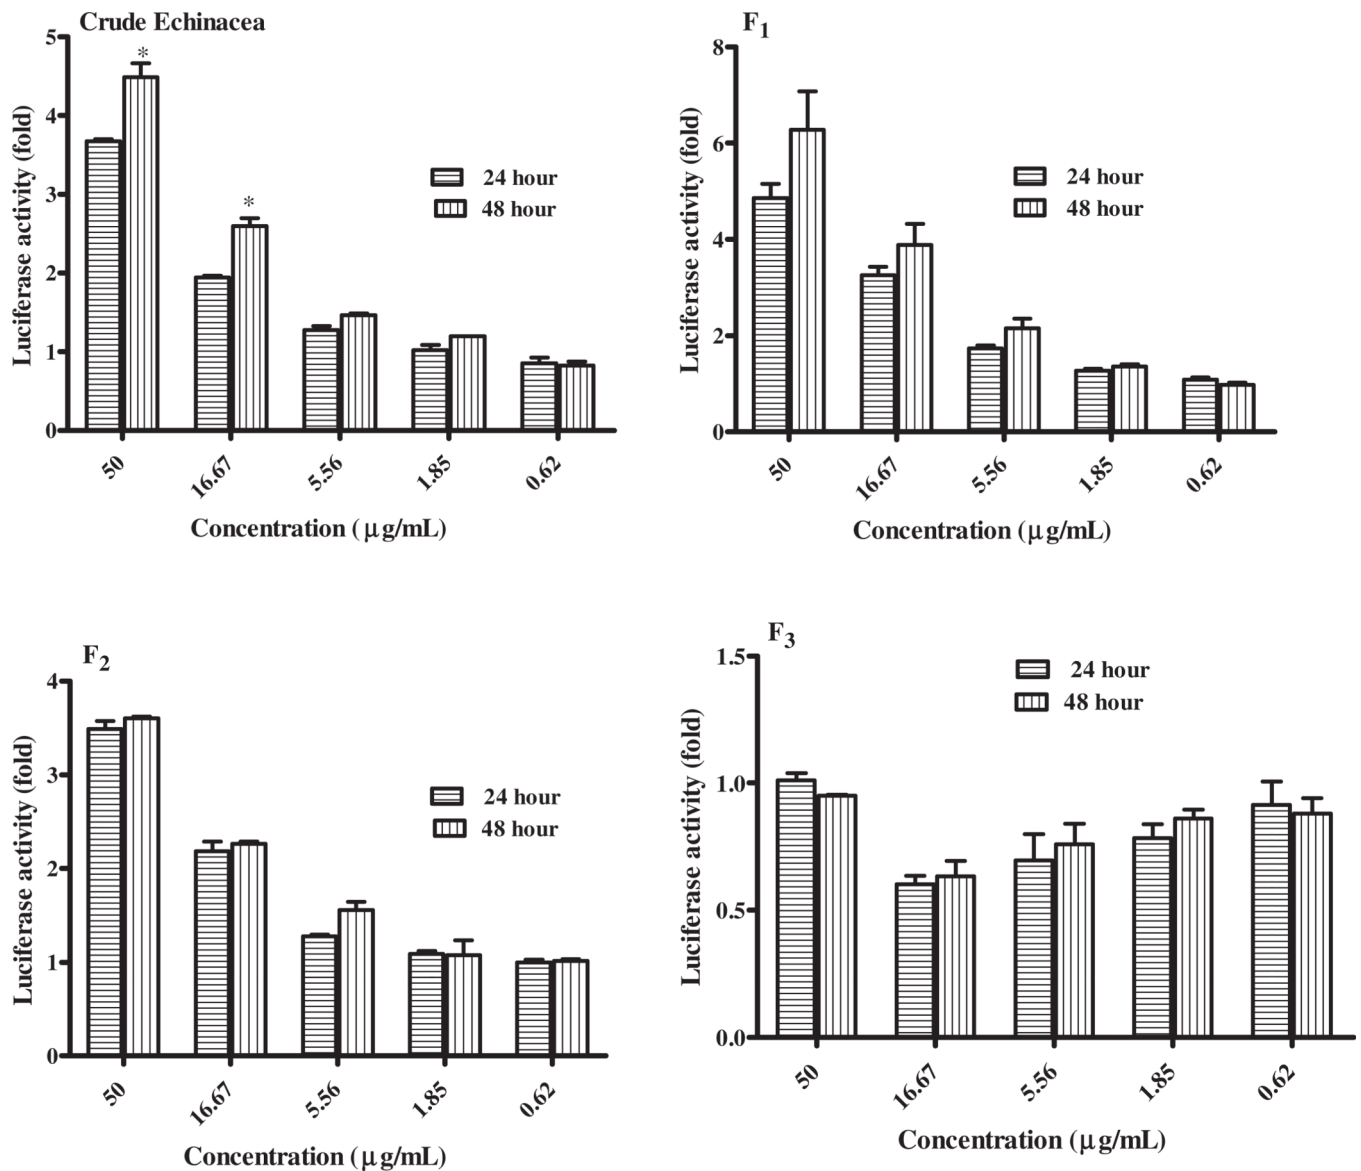 Crude Echinacea
5
4
3
2
1
0
Luciferase activity (fold)
*
*
24 hour
48 hour
50
16.67
5.56
1.85
0.62
Concentration (μg/mL)
F1
8
6
4
2
0
Luciferase activity (fold)
24 hour
48 hour
50
16.67
5.56
1.85
0.62
Concentration (μg/mL)
F2
4
3
2
1
0
Luciferase activity (fold)
24 hour
48 hour
50
16.67
5.56
1.85
0.62
Concentration (μg/mL)
F3
1.5
1.0
0.5
0.0
Luciferase activity (fold)
24 hour
48 hour
50
16.67
5.56
1.85
0.62
Concentration (μg/mL)